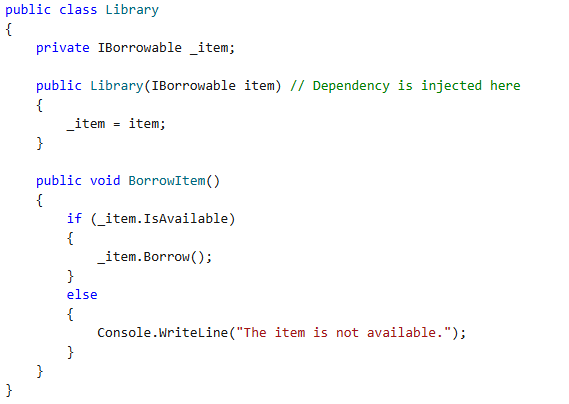 public class Library
{
    private IBorrowable _item;
    public Library(IBorrowable item) // Dependency is injected here
    {
        _item = item;
    }
    public void BorrowItem()
    {
        if (_item.IsAvailable)
        {
            _item.Borrow();
        }
        else
        {
            Console.WriteLine("The item is not available.");
        }
    }
}